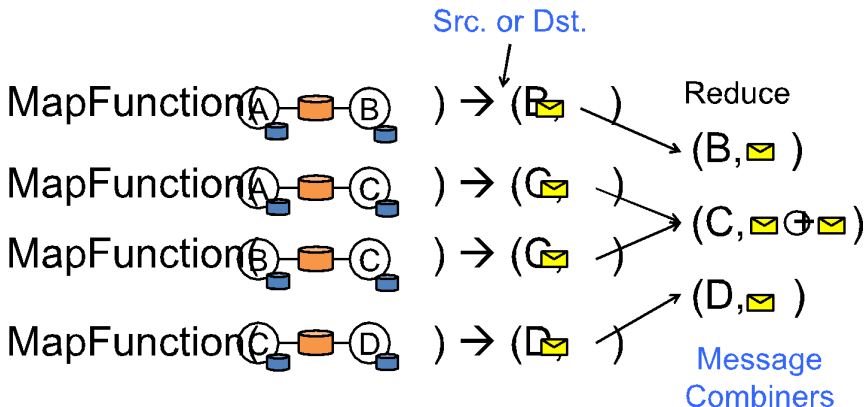 Src. or Dst.
MapFunction( A B ) → (B, )
Reduce
(B, )
MapFunction( A C ) → (C, )
(C, ⊕ )
MapFunction( B C ) → (C, )
(D, )
MapFunction( C D ) → (D, )
Message
Combiners